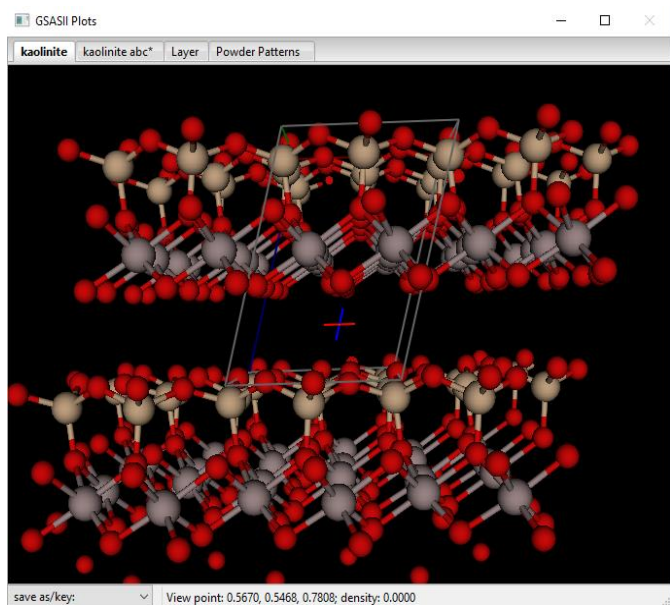 GSASII Plots
kaolinite kaolinite abc* Layer Powder Patterns
save as/key: View point: 0.5670, 0.5468, 0.7808; density: 0.0000